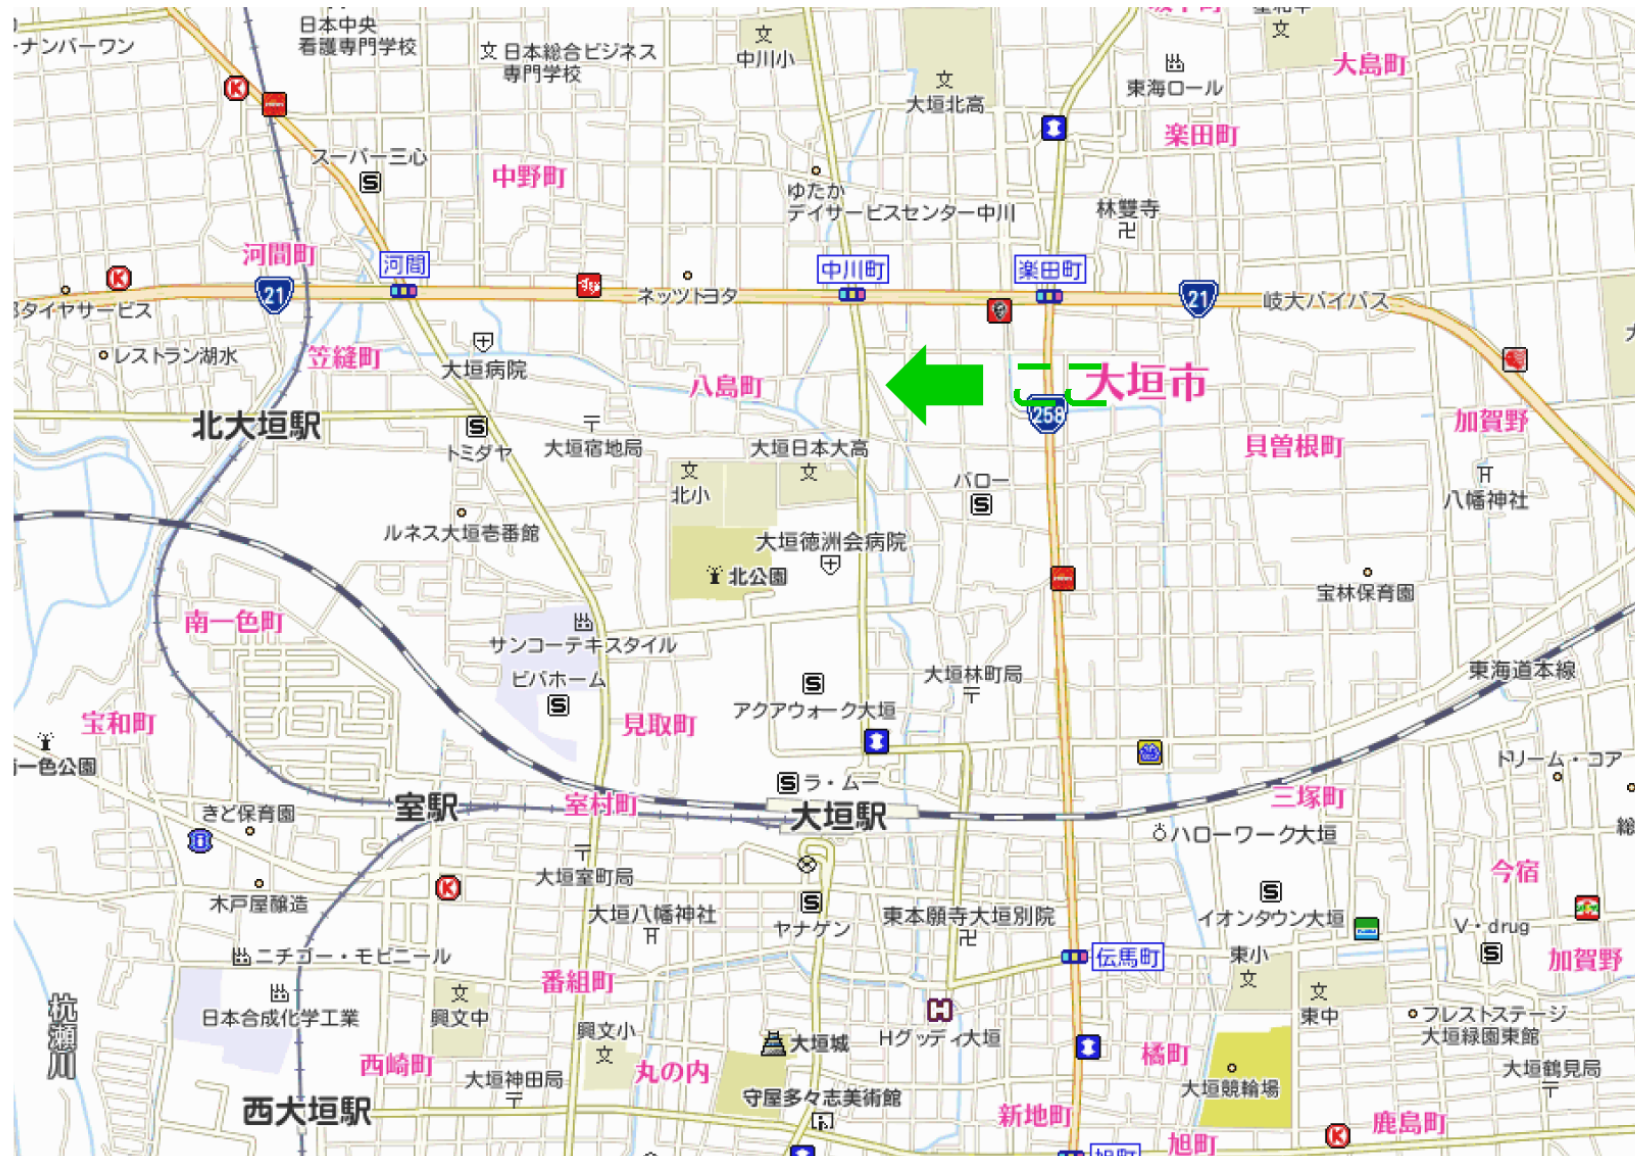 日本中央
看護専門学校
ーナンバーワン
日本総合ビジネス
専門学校
文
中川小
文
大島町
東海ロール
文
大垣北高
楽田町
スーパー三心
S
中野町
ゆたか
デイサービスセンター中川
林雙寺
卍
河間町
河間
中川町
楽田町
21
21
ネッツトヨタ
岐大バイパス
タイヤサービス
レストラン湖水
笠縫町
大垣病院
八島町
大垣市
258
北大垣駅
トミダヤ
S
〒
大垣宿地局
大垣日本大高
文
加賀野
貝曽根町
文
北小
バロー
S
八幡神社
ルネス大垣壱番館
大垣徳洲会病院
北公園
宝林保育園
南一色町
サンコーテキスタイル
ビバホーム
S
大垣林町局
〒
東海道本線
宝和町
見取町
S
アクアウォーク大垣
一色公園
ドリーム・コア
S
ラ・ムー
室駅
室村町
大垣駅
三塚町
きど保育園
ハローワーク大垣
総
〒
大垣室町局
今宿
K
木戸屋醸造
大垣八幡神社
S
ヤナゲン
東本願寺大垣別院
卍
S
イオンタウン大垣
V・drug
S
ニチゴー・モビニール
伝馬町
東小
文
加賀野
番組町
杭瀬川
日本合成化学工業
文
興文中
興文小
文
大垣城
Hグッディ大垣
文
東中
フレストステージ
大垣緑園東館
西崎町
大垣神田局
〒
丸の内
橘町
大垣競輪場
大垣鶴見局
〒
西大垣駅
守屋多々志美術館
新地町
旭町
K
鹿島町
旭町